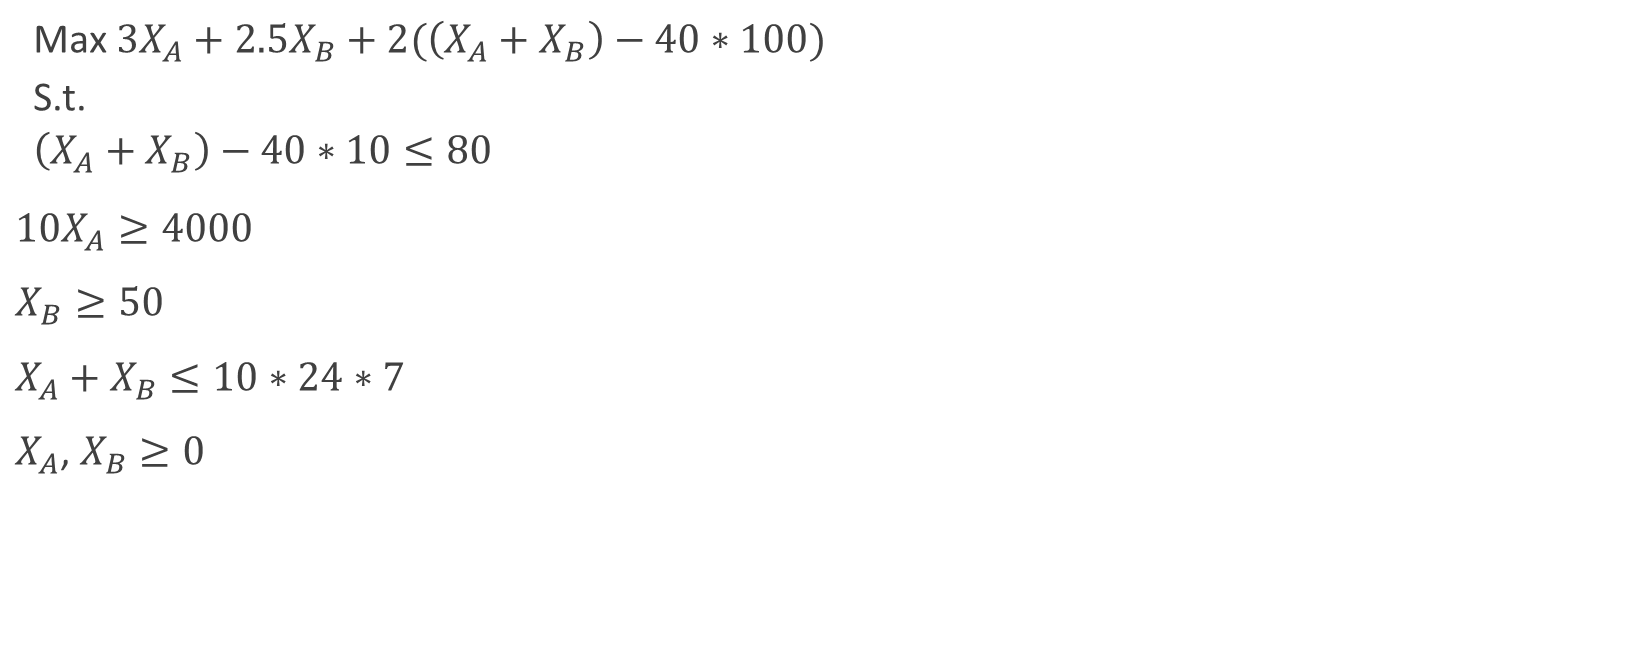 Max 3X_A + 2.5X_B + 2((X_A + X_B) − 40 ∗ 100)
S.t.
(X_A + X_B) − 40 ∗ 10 ≤ 80
10X_A ≥ 4000
X_B ≥ 50
X_A + X_B ≤ 10 ∗ 24 ∗ 7
X_A, X_B ≥ 0